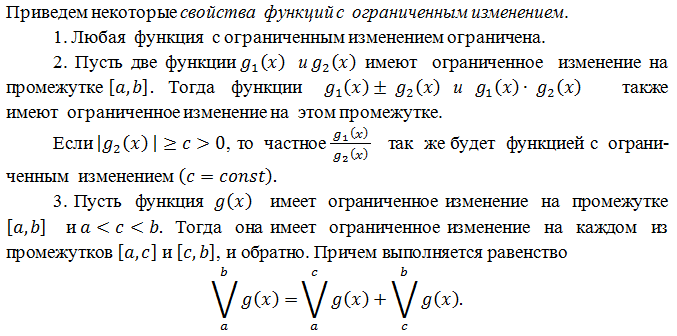 Приведем некоторые свойства функций с ограниченным изменением.
1. Любая функция с ограниченным изменением ограничена.
2. Пусть две функции g₁(x) и g₂(x) имеют ограниченное изменение на
промежутке [a, b]. Тогда функции g₁(x) ± g₂(x) и g₁(x) · g₂(x) также
имеют ограниченное изменение на этом промежутке.
Если |g₂(x)| ≥ c > 0, то частное g₁(x)/g₂(x) так же будет функцией с ограни-
ченным изменением (c = const).
3. Пусть функция g(x) имеет ограниченное изменение на промежутке
[a, b] и a < c < b. Тогда она имеет ограниченное изменение на каждом из
промежутков [a, c] и [c, b], и обратно. Причем выполняется равенство
b c b
⋁ g(x) = ⋁ g(x) + ⋁ g(x).
a a c